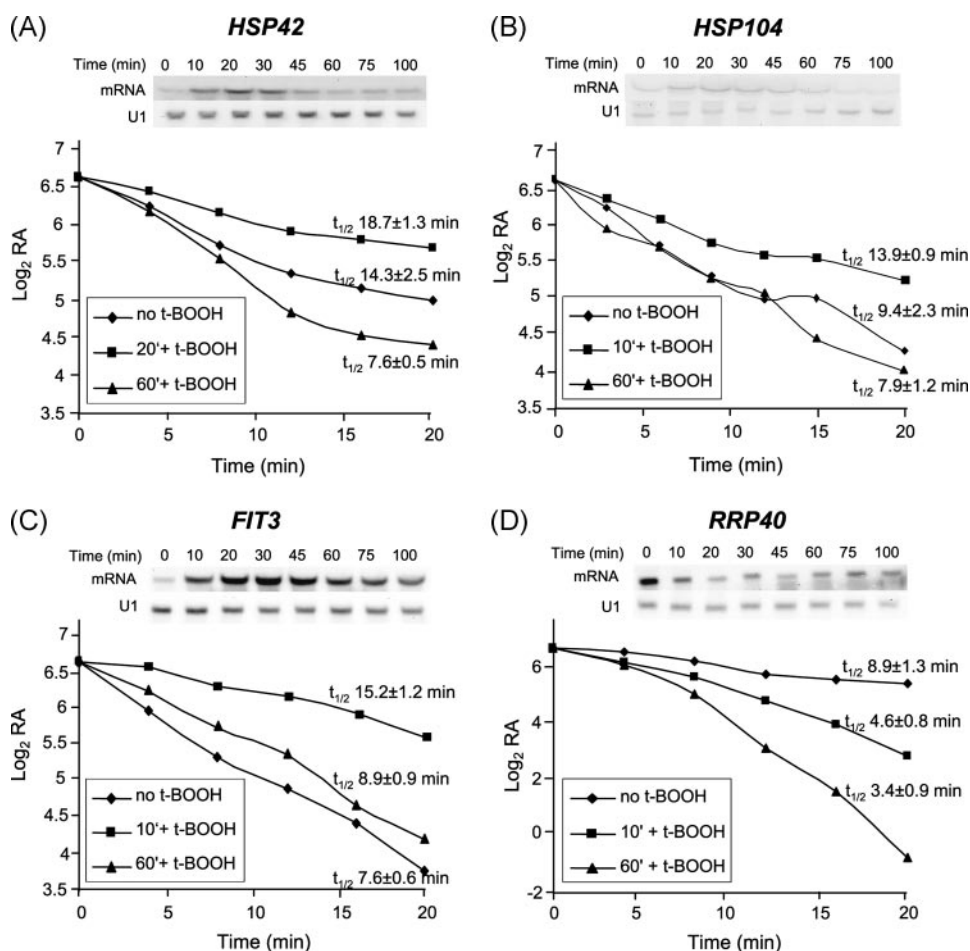 (A)
HSP42
Time (min) 0 10 20 30 45 60 75 100
mRNA
U1
7
6.5
6
5.5
5
4.5
4
3.5
Log₂ RA
t₁/₂ 18.7±1.3 min
t₁/₂ 14.3±2.5 min
t₁/₂ 7.6±0.5 min
no t-BOOH
20'+ t-BOOH
60'+ t-BOOH
0 5 10 15 20
Time (min)
(B)
HSP104
Time (min) 0 10 20 30 45 60 75 100
mRNA
U1
7
6.5
6
5.5
5
4.5
4
3.5
Log₂ RA
t₁/₂ 13.9±0.9 min
t₁/₂ 9.4±2.3 min
t₁/₂ 7.9±1.2 min
no t-BOOH
10'+ t-BOOH
60'+ t-BOOH
0 5 10 15 20
Time (min)
(C)
FIT3
Time (min) 0 10 20 30 45 60 75 100
mRNA
U1
7
6.5
6
5.5
5
4.5
4
3.5
Log₂ RA
t₁/₂ 15.2±1.2 min
t₁/₂ 8.9±0.9 min
t₁/₂ 7.6±0.6 min
no t-BOOH
10‘+ t-BOOH
60'+ t-BOOH
0 5 10 15 20
Time (min)
(D)
RRP40
Time (min) 0 10 20 30 45 60 75 100
mRNA
U1
6
4
2
6
0
-2
Log₂ RA
t₁/₂ 8.9±1.3 min
t₁/₂ 4.6±0.8 min
t₁/₂ 3.4±0.9 min
no t-BOOH
10' + t-BOOH
60' + t-BOOH
0 5 10 15 20
Time (min)